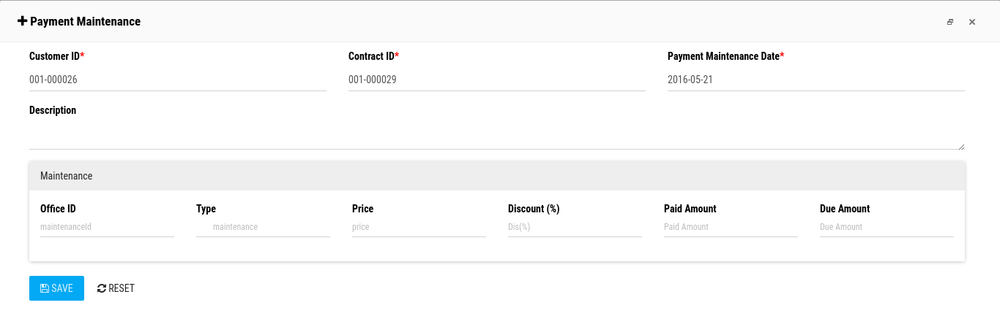 Payment Maintenance
Customer ID* Contract ID* Payment Maintenance Date*
001-000026 001-000029 2016-05-21
Description
Maintenance
Office ID Type Price Discount (%) Paid Amount Due Amount
maintenanceId maintenance price Dis(%) Paid Amount Due Amount
SAVE RESET